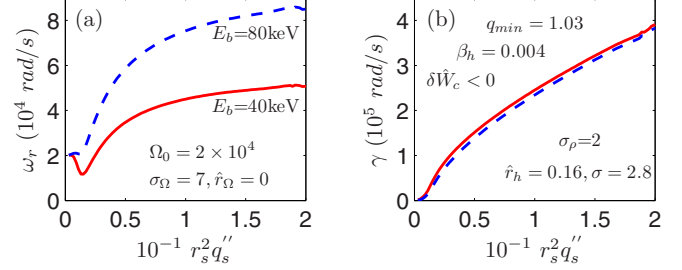 (a)
E_b=80keV
E_b=40keV
Ω_0 = 2 × 10^4
σ_Ω = 7, r̂_Ω = 0
ω_r (10^4 rad/s)
8
6
4
2
0
0 0.5 1 1.5 2
10^{-1} r_s^2 q_s^{''}
(b)
q_{min} = 1.03
β_h = 0.004
δŴ_c < 0
σ_ρ=2
r̂_h = 0.16, σ = 2.8
γ (10^5 rad/s)
4
3
2
1
0
0 0.5 1 1.5 2
10^{-1} r_s^2 q_s^{''}